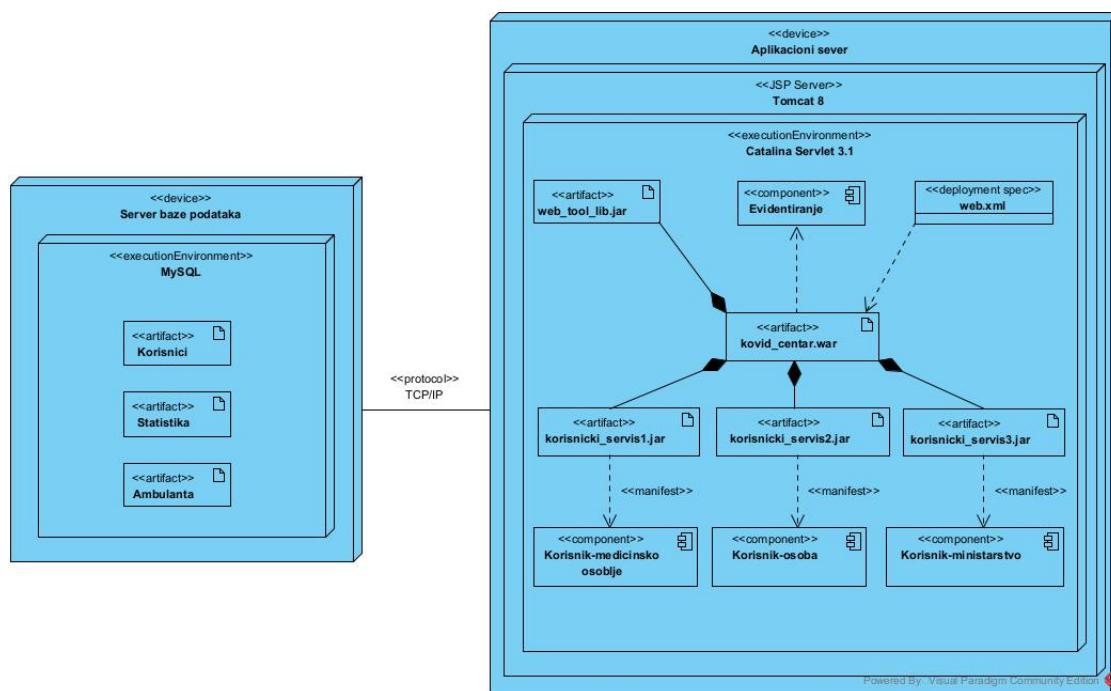 <<device>>
Aplikacioni sever
<<JSP Server>>
Tomcat 8
<<executionEnvironment>>
Catalina Servlet 3.1
<<artifact>>
web_tool_lib.jar
<<component>>
Evidentiranje
<<deployment spec>>
web.xml
<<device>>
Server baze podataka
<<executionEnvironment>>
MySQL
<<artifact>>
Korisnici
<<artifact>>
Statistika
<<artifact>>
Ambulanta
<<protocol>>
TCP/IP
<<artifact>>
kovid_centar.war
<<artifact>>
korisnicki_servis1.jar
<<artifact>>
korisnicki_servis2.jar
<<artifact>>
korisnicki_servis3.jar
<<manifest>>
<<manifest>>
<<manifest>>
<<component>>
Korisnik-medicinsko
osoblje
<<component>>
Korisnik-osoba
<<component>>
Korisnik-ministarstvo
Powered By Visual Paradigm Community Edition